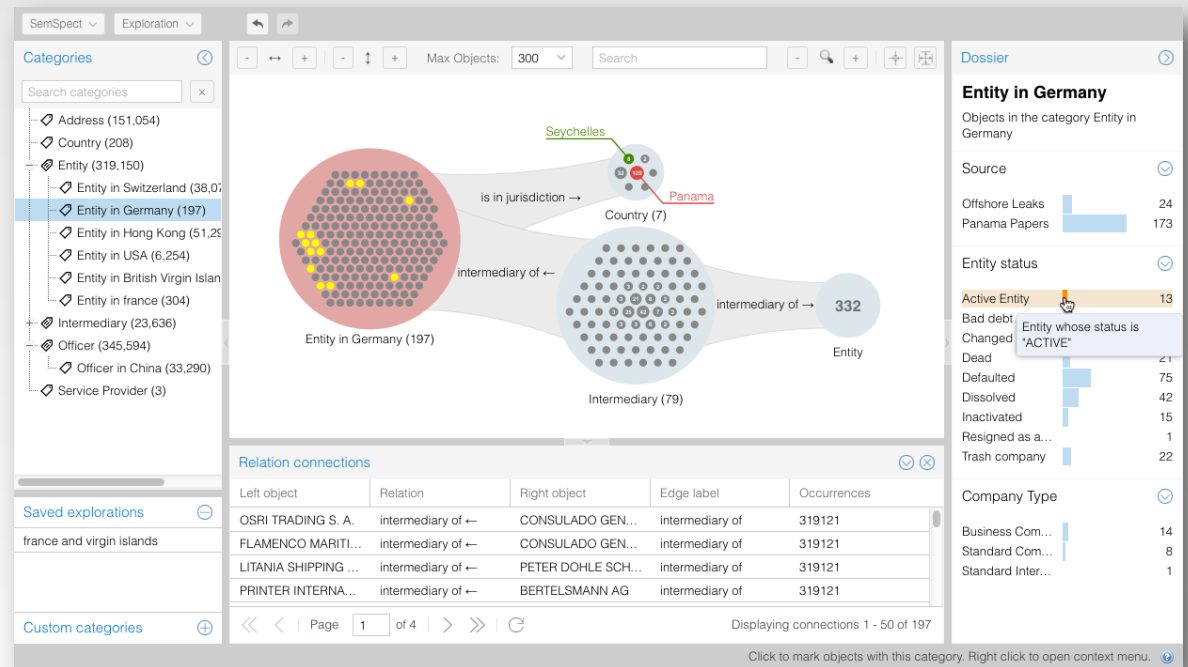 SemSpect
Exploration
Categories
Search categories
×
Address (151,054)
Country (208)
Entity (319,150)
Entity in Switzerland (38,07
Entity in Germany (197)
Entity in Hong Kong (51,29
Entity in USA (6,254)
Entity in British Virgin Islan
Entity in france (304)
Intermediary (23,636)
Officer (345,594)
Officer in China (33,290)
Service Provider (3)
Saved explorations
france and virgin islands
Custom categories
- ↔ + - ↕ + Max Objects: 300 Search - +
Seychelles
8 2
32 129
Panama
is in jurisdiction →
Country (7)
intermediary of ←
Entity in Germany (197)
intermediary of →
Intermediary (79)
332
Entity
Relation connections
Left object Relation Right object Edge label Occurrences
OSRI TRADING S. A. intermediary of ← CONSULADO GEN... intermediary of 319121
FLAMENCO MARITI... intermediary of ← CONSULADO GEN... intermediary of 319121
LITANIA SHIPPING ... intermediary of ← PETER DOHLE SCH... intermediary of 319121
PRINTER INTERNA... intermediary of ← BERTELSMANN AG intermediary of 319121
Page 1 of 4
Displaying connections 1 - 50 of 197
Dossier
Entity in Germany
Objects in the category Entity in
Germany
Source
Offshore Leaks 24
Panama Papers 173
Entity status
Active Entity 13
Bad debt
Changed
Entity whose status is
"ACTIVE"
Dead 21
Defaulted 75
Dissolved 42
Inactivated 15
Resigned as a... 1
Trash company 22
Company Type
Business Com... 14
Standard Com... 8
Standard Inter... 1
Click to mark objects with this category. Right click to open context menu. ?